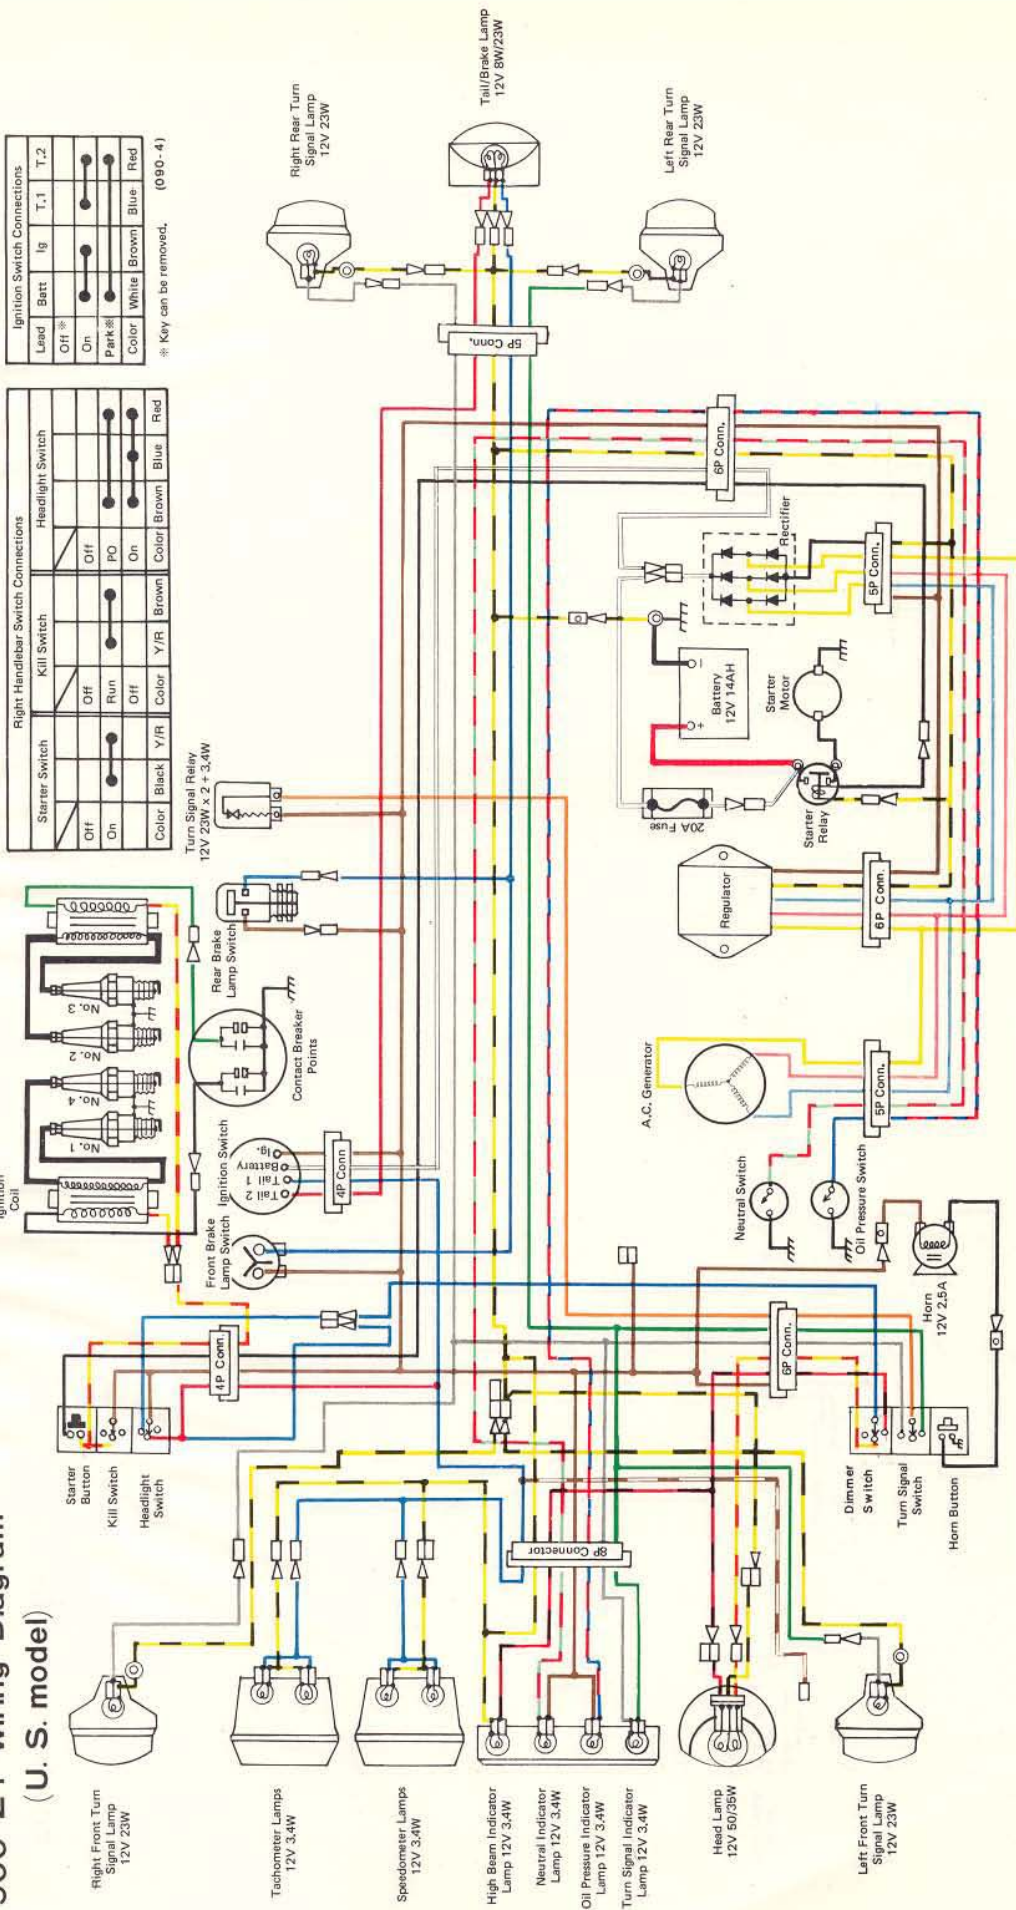 (U. S. model)
Wiring Diagram
Ignition Switch Connections
Lead Batt Ig T.1 T.2
Off ※
On
Park※
Color White Brown Blue Red
※ Key can be removed. (090-4)
Right Handlebar Switch Connections
Starter Switch Kill Switch Headlight Switch
Off Off Off
On Run PO
Off On
Color Black Y/R Color Y/R Brown Color Brown Blue Red
Right Rear Turn
Signal Lamp
12V 23W
Tail/Brake Lamp
12V 8W/23W
Left Rear Turn
Signal Lamp
12V 23W
5P Conn.
Turn Signal Relay
12V 23W x 2 + 3.4W
Rear Brake
Lamp Switch
Contact Breaker
Points
Ignition Switch
Ig.
Battery
Tail 1
Tail 2
4P Conn
Front Brake
Lamp Switch
Coil
No. 3
No. 2
No. 4
No. 1
6P Conn.
Rectifier
5P Conn.
Battery
12V 14AH
+
−
Starter
Motor
20A Fuse
Starter
Relay
Regulator
6P Conn.
A.C. Generator
5P Conn.
Neutral Switch
Oil Pressure Switch
Horn
12V 2.5A
4P Conn.
6P Conn.
Starter
Button
Kill Switch
Headlight
Switch
Dimmer
Switch
Turn Signal
Switch
Horn Button
8P Connector
Right Front Turn
Signal Lamp
12V 23W
Tachometer Lamps
12V 3.4W
Speedometer Lamps
12V 3.4W
High Beam Indicator
Lamp 12V 3.4W
Neutral Indicator
Lamp 12V 3.4W
Oil Pressure Indicator
Lamp 12V 3.4W
Turn Signal Indicator
Lamp 12V 3.4W
Head Lamp
12V 50/35W
Left Front Turn
Signal Lamp
12V 23W